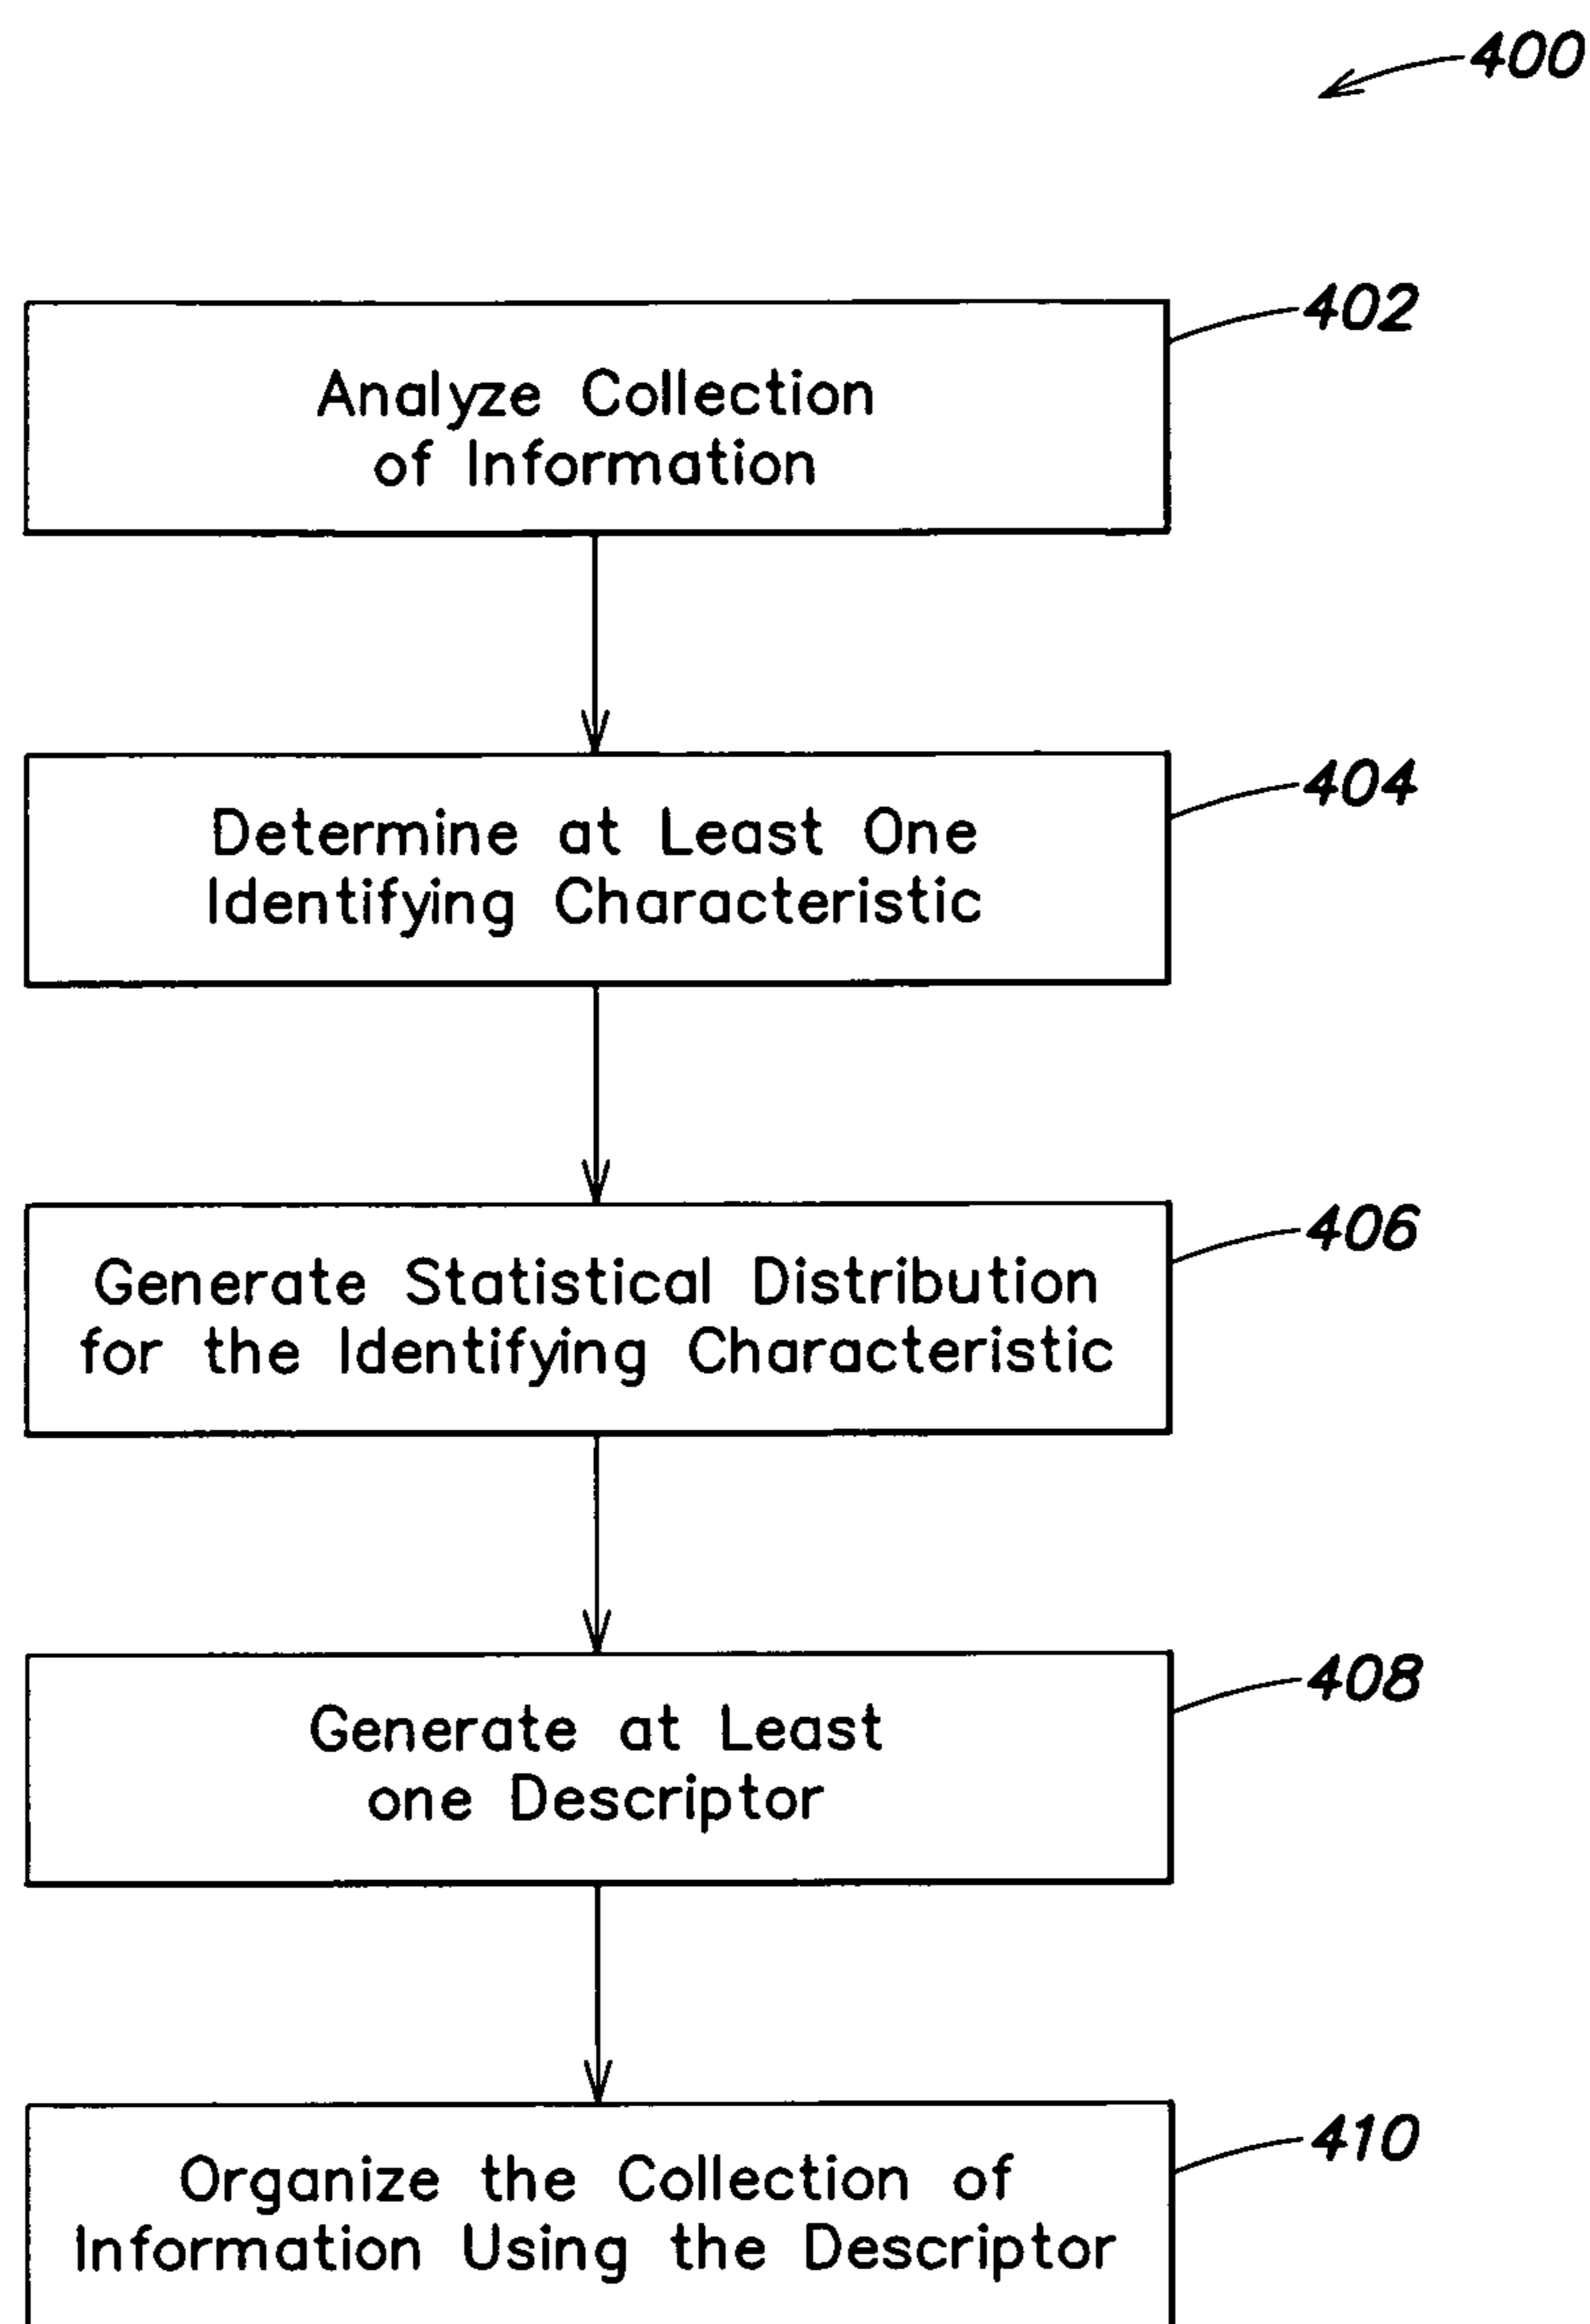 400
402
Analyze Collection
of Information
404
Determine at Least One
Identifying Characteristic
406
Generate Statistical Distribution
for the Identifying Characteristic
408
Generate at Least
one Descriptor
410
Organize the Collection of
Information Using the Descriptor